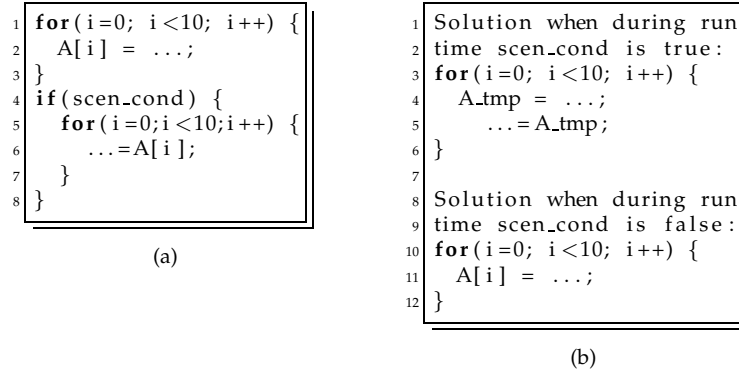 1 for(i=0; i<10; i++) {
2   A[i] = ...;
3 }
4 if(scen_cond) {
5   for(i=0;i<10;i++) {
6     ...=A[i];
7   }
8 }
(a)
1 Solution when during run
2 time scen_cond is true:
3 for(i=0; i<10; i++) {
4   A_tmp = ...;
5     ...=A_tmp;
6 }
7
8 Solution when during run
9 time scen_cond is false:
10 for(i=0; i<10; i++) {
11   A[i] = ...;
12 }
(b)